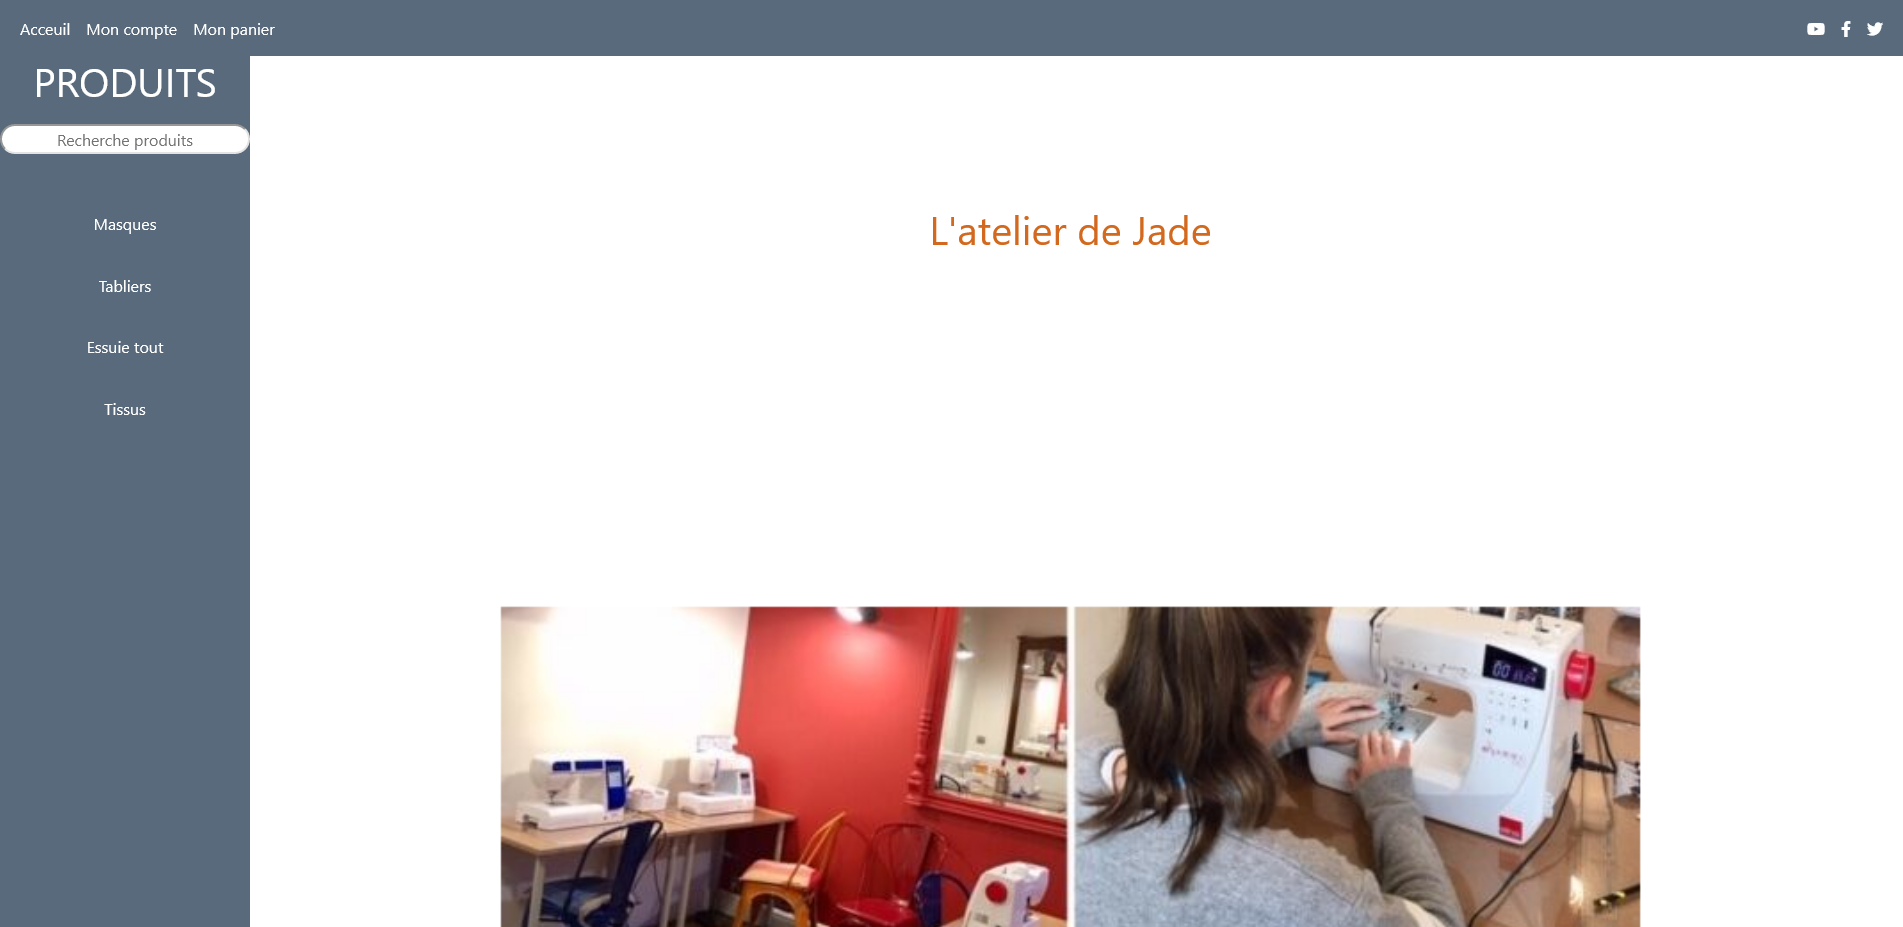 Acceuil Mon compte Mon panier
PRODUITS
Recherche produits
Masques
Tabliers
Essuie tout
Tissus
L'atelier de Jade